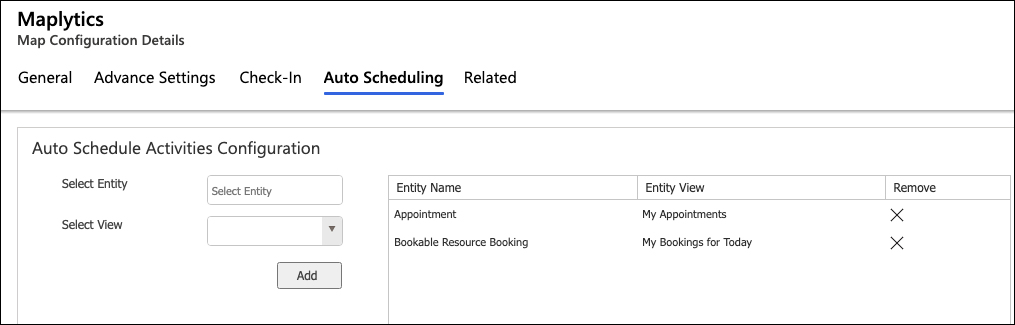 Maplytics
Map Configuration Details
General Advance Settings Check-In Auto Scheduling Related
Auto Schedule Activities Configuration
Select Entity Select Entity
Select View
Add
Entity Name Entity View Remove
Appointment My Appointments
Bookable Resource Booking My Bookings for Today